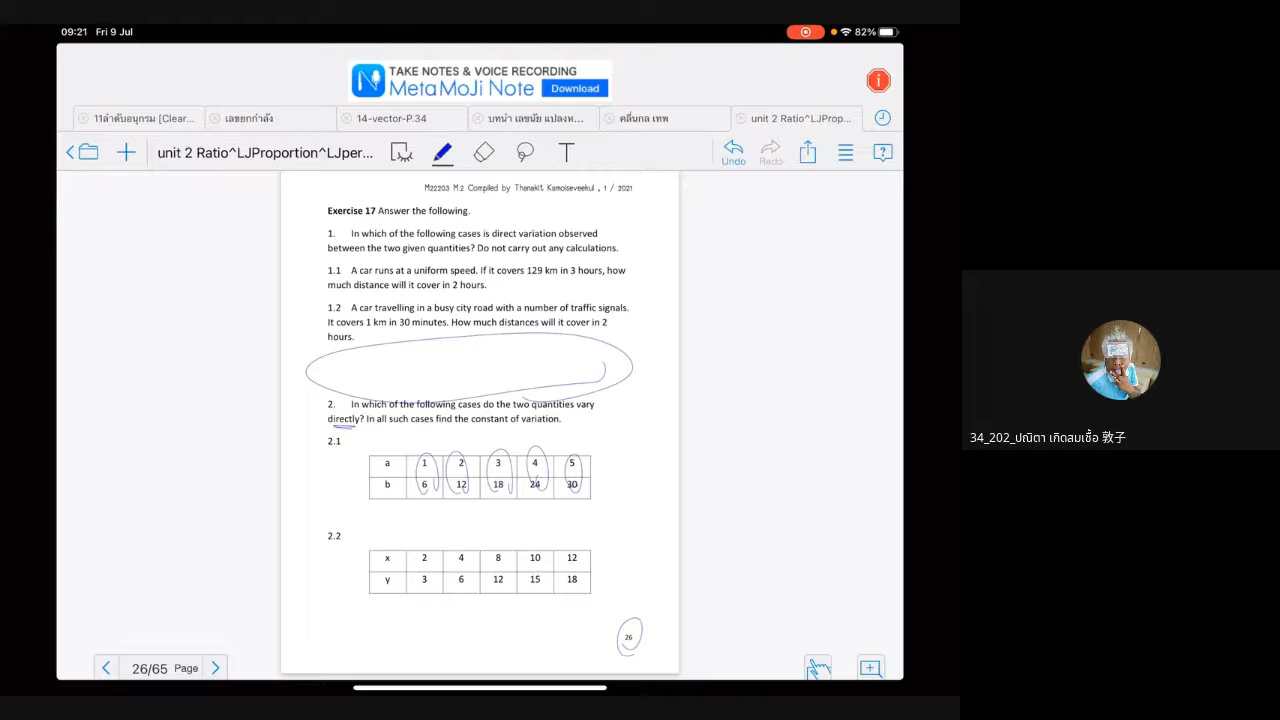 09:21 Fri 9 Jul
82%
TAKE NOTES & VOICE RECORDING
MetaMoJi Note Download
11ลำดับอนุกรม [Clear...
เลขยกกำลัง
14-vector-P.34
บทนำ เลขนัย แปลงห...
คลื่นกล เทพ
unit 2 Ratio^LJProp...
unit 2 Ratio^LJProportion^LJper...
Undo
Redo
M22203 M.2 Compiled by Thanakit Kamolseveekul , 1 / 2021
Exercise 17 Answer the following.
1. In which of the following cases is direct variation observed
between the two given quantities? Do not carry out any calculations.
1.1 A car runs at a uniform speed. If it covers 129 km in 3 hours, how
much distance will it cover in 2 hours.
1.2 A car travelling in a busy city road with a number of traffic signals.
It covers 1 km in 30 minutes. How much distances will it cover in 2
hours.
2. In which of the following cases do the two quantities vary
directly? In all such cases find the constant of variation.
2.1
a 1 2 3 4 5
b 6 12 18 24 30
2.2
x 2 4 8 10 12
y 3 6 12 15 18
26
26/65 Page
34_202_ปณิตา เกิดสมเชื้อ 敦子